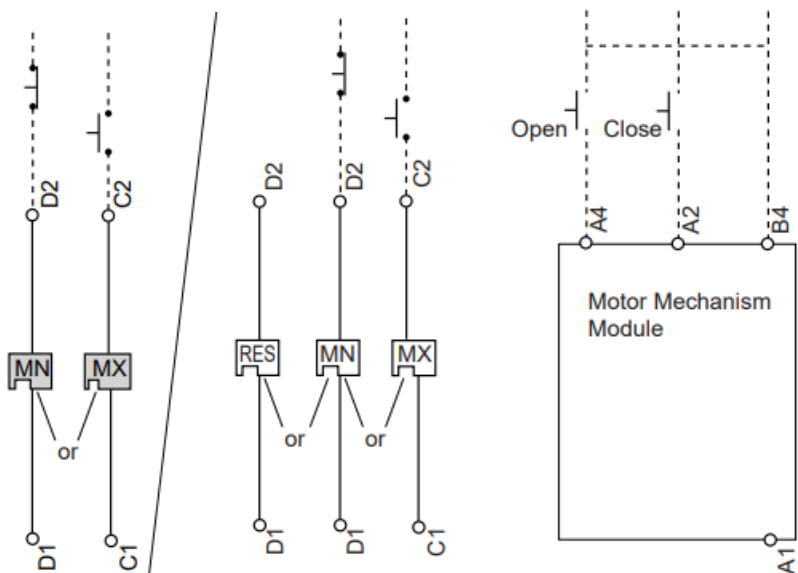 D2
C2
MN
MX
or
D1
C1
D2
D2
C2
RES
MN
MX
or
or
D1
D1
C1
Open
Close
A4
A2
B4
Motor Mechanism
Module
A1